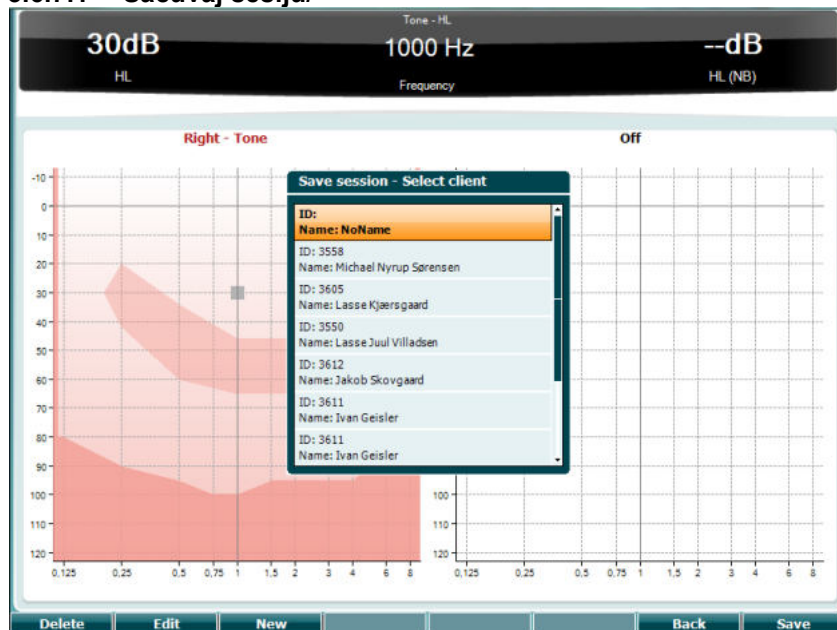 Tone - HL
30dB
1000 Hz
--dB
HL
Frequency
HL (NB)
Right - Tone
Off
Save session - Select client
ID:
Name: NoName
ID: 3558
Name: Michael Nyrup Sørensen
ID: 3605
Name: Lasse Kjærsgaard
ID: 3550
Name: Lasse Juul Villadsen
ID: 3612
Name: Jakob Skovgaard
ID: 3611
Name: Ivan Geisler
ID: 3611
Name: Ivan Geisler
-10
0
10
20
30
40
50
60
70
80
90
100
110
120
100
110
120
0,125 0,25 0,5 0,75 1 1,5 2 3 4 6 8
0,125 0,25 0,5 0,75 1 1,5 2 3 4 6 8
Delete Edit New Back Save